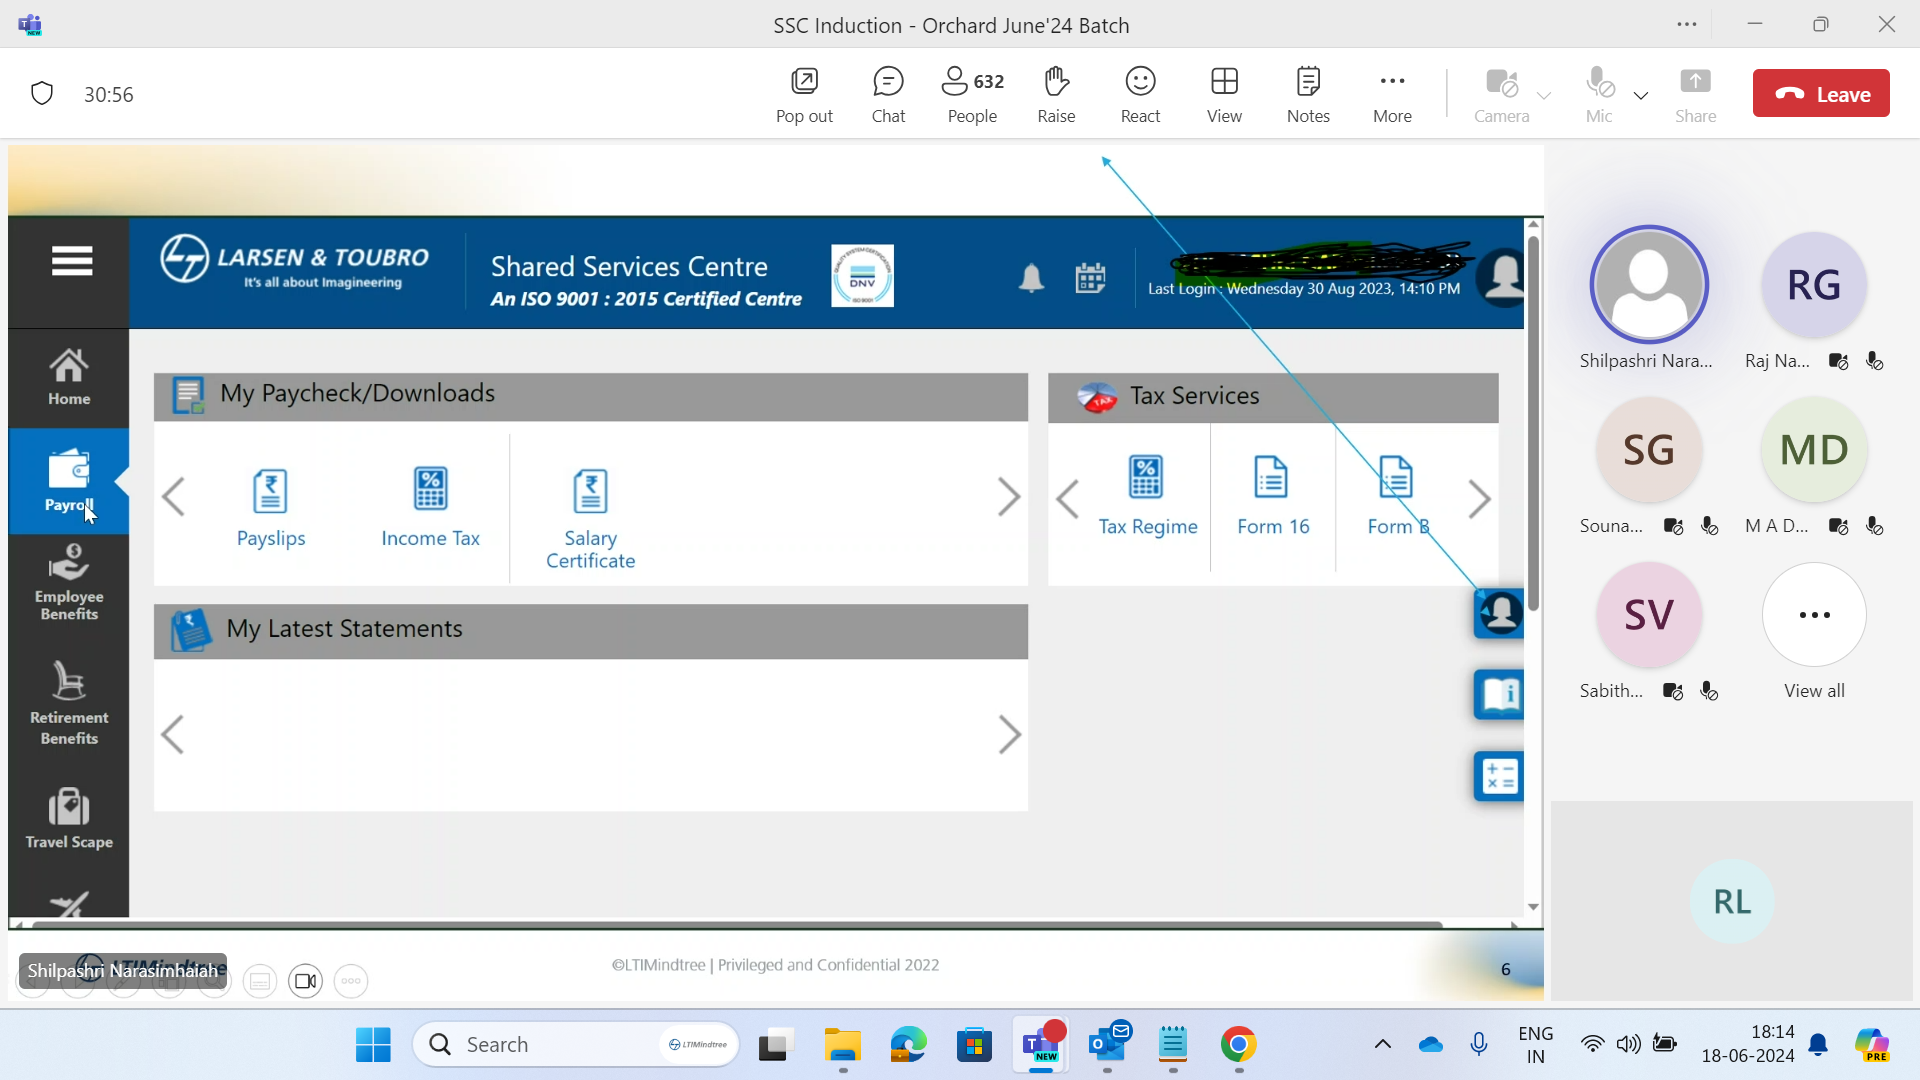 SSC Induction - Orchard June'24 Batch
30:56
Pop out
Chat
632
People
Raise
React
View
Notes
More
Camera
Mic
Share
Leave
LARSEN & TOUBRO
It's all about Imagineering
Shared Services Centre
An ISO 9001 : 2015 Certified Centre
DNV
Last Login : Wednesday 30 Aug 2023, 14:10 PM
Home
Payroll
Employee
Benefits
Retirement
Benefits
Travel Scape
My Paycheck/Downloads
Payslips
Income Tax
Salary
Certificate
Tax Services
Tax Regime
Form 16
Form B
My Latest Statements
RG
Shilpashri Nara...
Raj Na...
SG
MD
Souna...
M A D...
SV
Sabith...
View all
RL
Shilpashri Narasimhaiah
©LTIMindtree | Privileged and Confidential 2022
6
Search
LTIMindtree
NEW
ENG
IN
18:14
18-06-2024
PRE